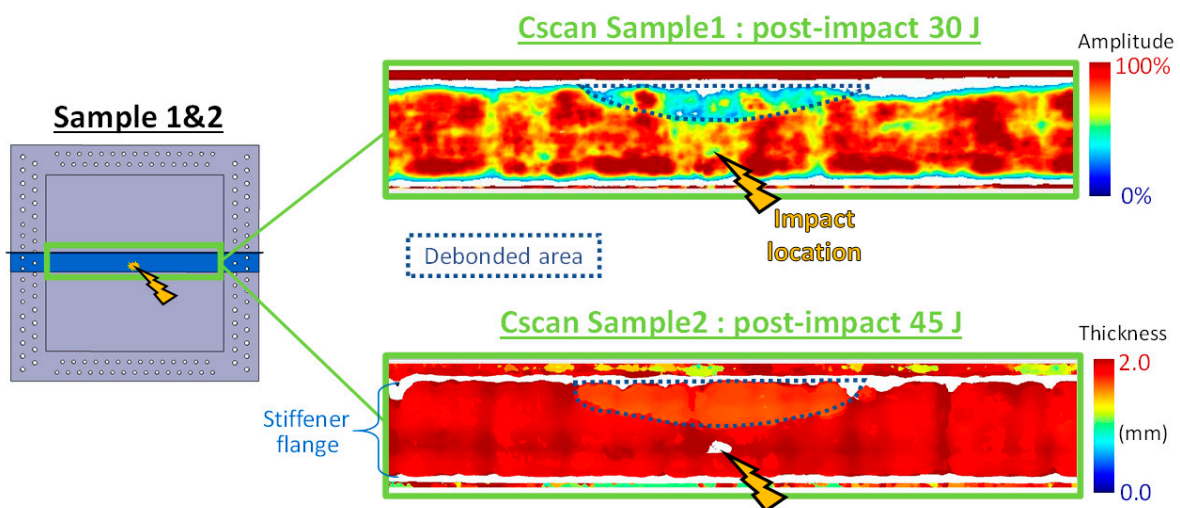 Cscan Sample1 : post-impact 30 J
Amplitude
100%
Sample 1&2
0%
Impact
location
Debonded area
Cscan Sample2 : post-impact 45 J
Thickness
2.0
Stiffener
flange
(mm)
0.0